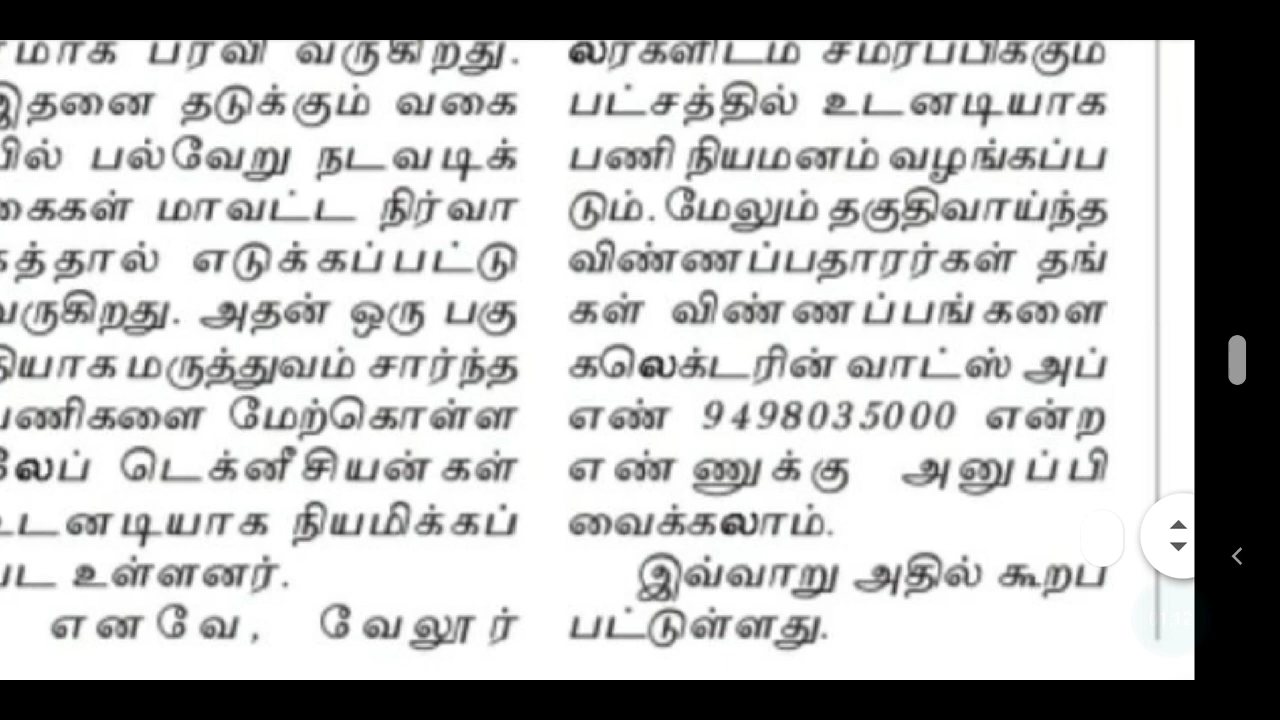 பரவி வருகிறது.
இதனை தடுக்கும் வகை
பல்வேறு நடவடிக்
கைகள் மாவட்ட நிர்வா
கத்தால் எடுக்கப்பட்டு
வருகிறது. அதன் ஒரு பகு
தியாக மருத்துவம் சார்ந்த
பணிகளை மேற்கொள்ள
லேப் டெக்னீசியன்கள்
உடனடியாக நியமிக்கப்
பட உள்ளனர்.
எனவே, வேலூர்
லர்களிடம் சமர்ப்பிக்கும்
பட்சத்தில் உடனடியாக
பணி நியமனம் வழங்கப்ப
டும். மேலும் தகுதிவாய்ந்த
விண்ணப்பதாரர்கள் தங்
கள் விண்ணப்பங்களை
கலெக்டரின் வாட்ஸ் அப்
எண் 9498035000 என்ற
எண்ணுக்கு அனுப்பி
வைக்கலாம்.
இவ்வாறு அதில் கூறப்
பட்டுள்ளது.